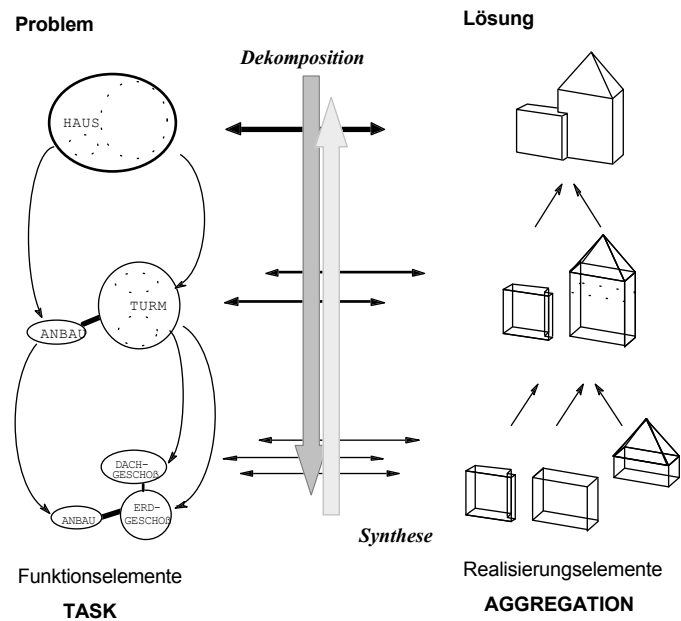 Problem
Lösung
Dekomposition
HAUS
TURM
ANBAU
DACH-
GESCHOß
ANBAU
ERD-
GESCHOß
Synthese
Funktionselemente
Realisierungselemente
TASK
AGGREGATION